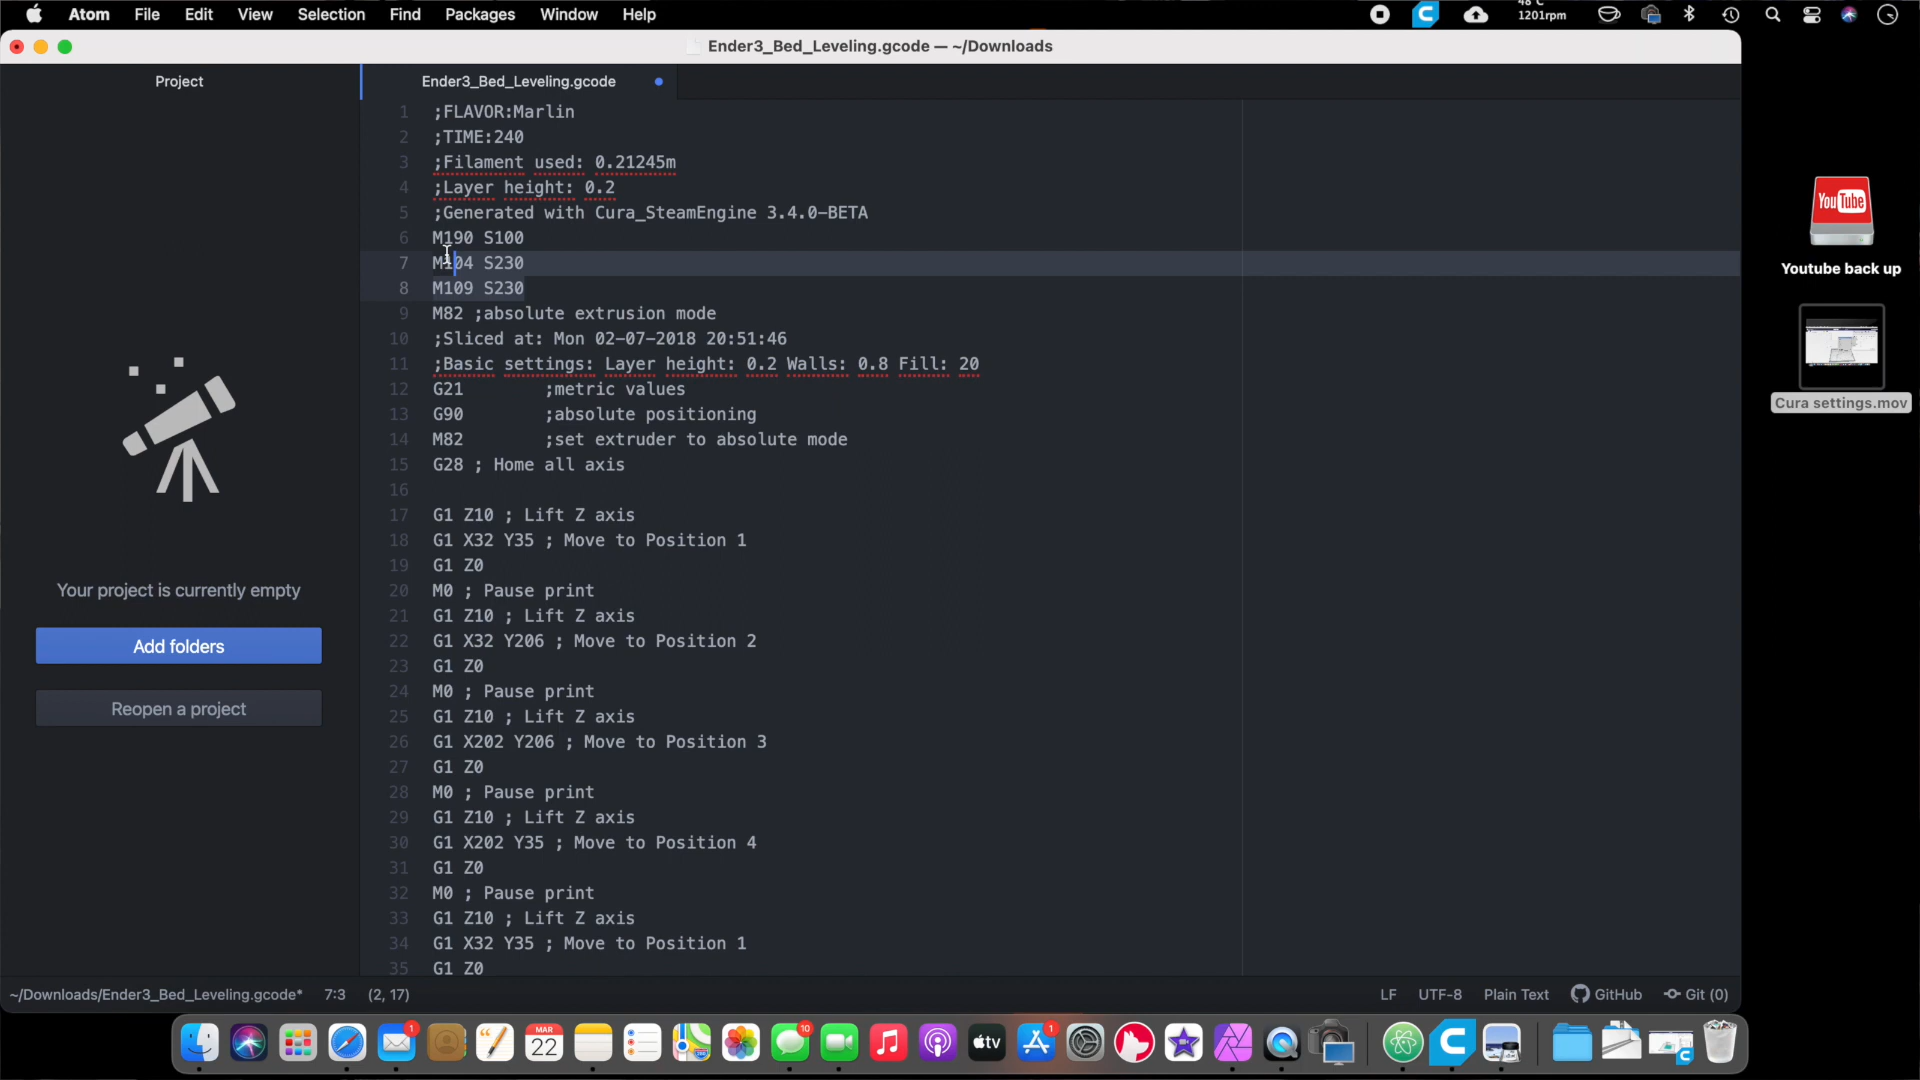 Atom File Edit View Selection Find Packages Window Help
1201rpm
Ender3_Bed_Leveling.gcode — ~/Downloads
Project
Ender3_Bed_Leveling.gcode
1 ;FLAVOR:Marlin
2 ;TIME:240
3 ;Filament used: 0.21245m
4 ;Layer height: 0.2
5 ;Generated with Cura_SteamEngine 3.4.0-BETA
6 M190 S100
7 M104 S230
8 M109 S230
9 M82 ;absolute extrusion mode
10 ;Sliced at: Mon 02-07-2018 20:51:46
11 ;Basic settings: Layer height: 0.2 Walls: 0.8 Fill: 20
12 G21 ;metric values
13 G90 ;absolute positioning
14 M82 ;set extruder to absolute mode
15 G28 ; Home all axis
16
17 G1 Z10 ; Lift Z axis
18 G1 X32 Y35 ; Move to Position 1
19 G1 Z0
20 M0 ; Pause print
21 G1 Z10 ; Lift Z axis
22 G1 X32 Y206 ; Move to Position 2
23 G1 Z0
24 M0 ; Pause print
25 G1 Z10 ; Lift Z axis
26 G1 X202 Y206 ; Move to Position 3
27 G1 Z0
28 M0 ; Pause print
29 G1 Z10 ; Lift Z axis
30 G1 X202 Y35 ; Move to Position 4
31 G1 Z0
32 M0 ; Pause print
33 G1 Z10 ; Lift Z axis
34 G1 X32 Y35 ; Move to Position 1
35 G1 Z0
Your project is currently empty
Add folders
Reopen a project
YouTube
Youtube back up
Cura settings.mov
~/Downloads/Ender3_Bed_Leveling.gcode* 7:3 (2, 17) LF UTF-8 Plain Text GitHub Git (0)
1
MAR
22
10
tv
1